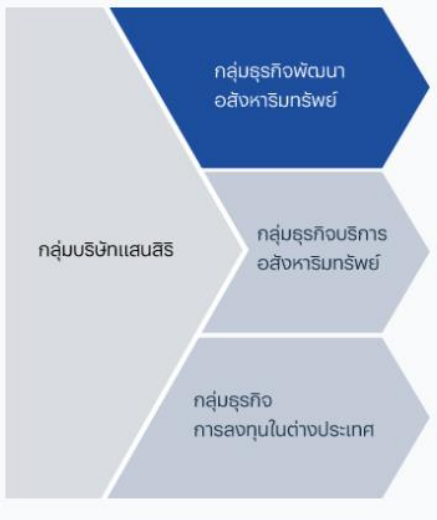 กลุ่มบริษัทแสนสิริ
กลุ่มธุรกิจพัฒนา
อสังหาริมทรัพย์
กลุ่มธุรกิจบริการ
อสังหาริมทรัพย์
กลุ่มธุรกิจ
การลงทุนในต่างประเทศ